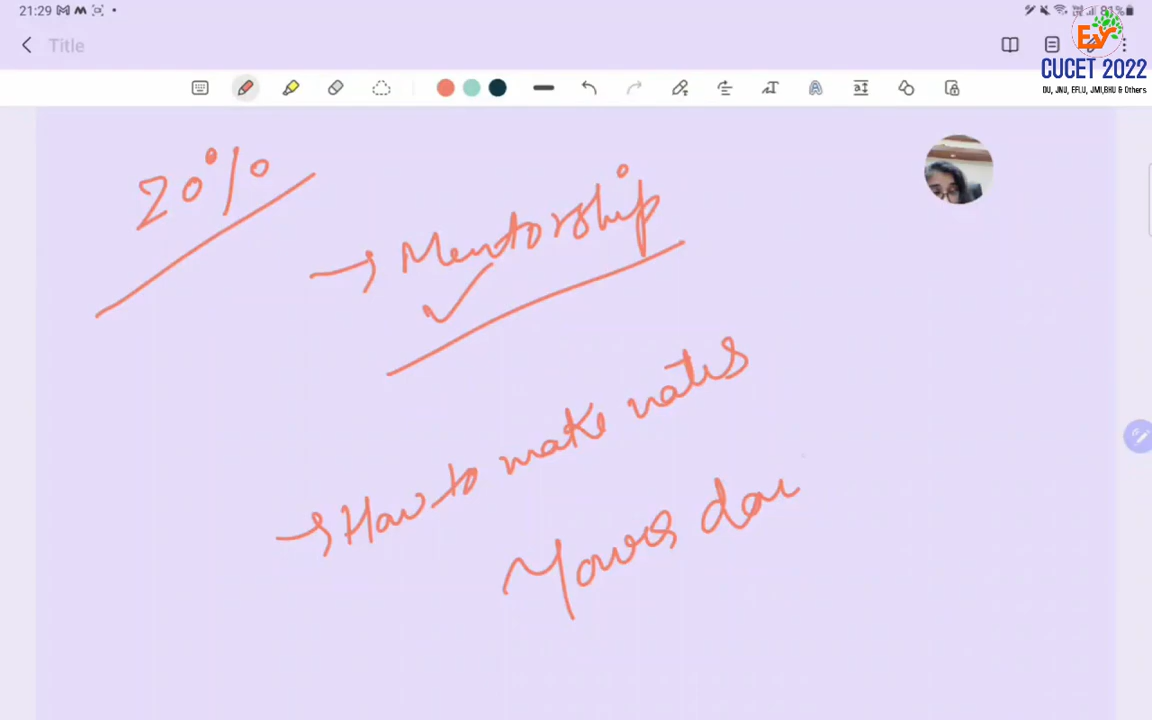 21:29
81%
Title
CUCET 2022
DU, JNU, EFLU, JMI,BHU & Others
20%
→ Mentorship
→ How to make notes
Yours dou